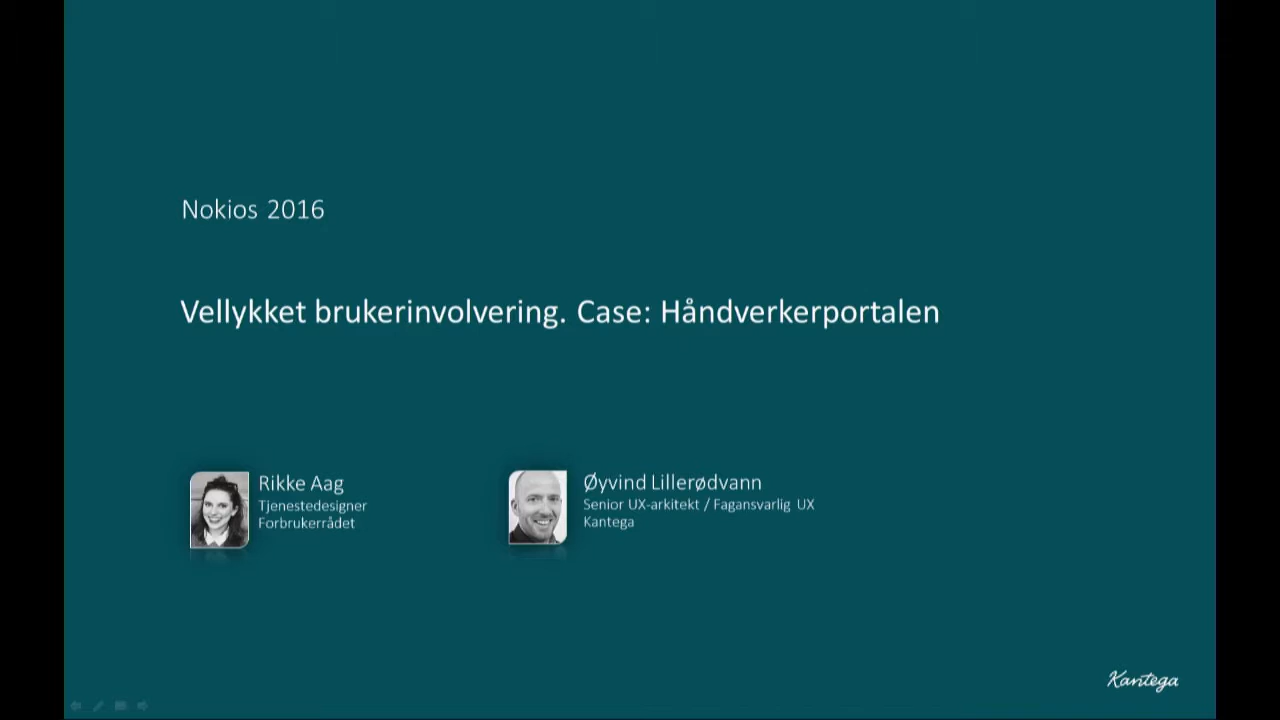 Nokios 2016
Vellykket brukerinvolvering. Case: Håndverkerportalen
Rikke Aag
Tjenestedesigner
Forbrukerrådet
Øyvind Lillerødvann
Senior UX-arkitekt / Fagansvarlig UX
Kantega
Kantega